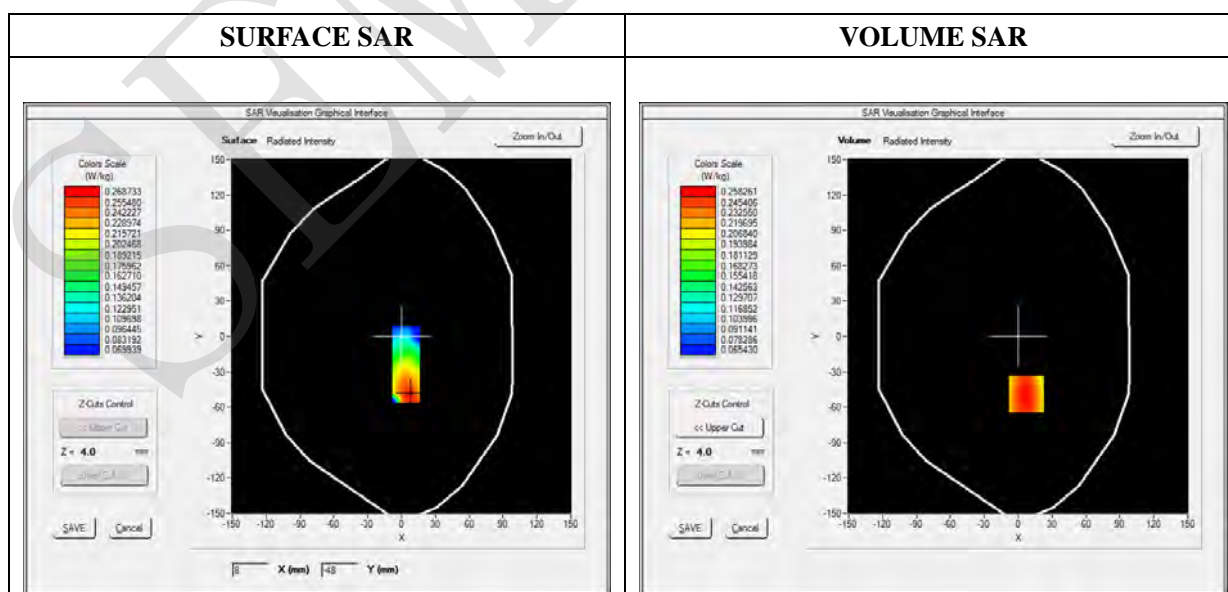 SURFACE SAR
VOLUME SAR
SAR Visualisation Graphical Interface
Surface Radiated Intensity
Zoom In/Out
Colors Scale
(W/kg)
0.268733
0.255480
0.242227
0.228974
0.215721
0.202468
0.189215
0.175962
0.162710
0.149457
0.136204
0.122951
0.109698
0.096445
0.083192
0.069939
Z-Cuts Control
<< Upper Cut
Z = 4.0 mm
SAVE
Cancel
150
120
90
60
30
0
-30
-60
-90
-120
-150
Y
-150 -120 -90 -60 -30 0 30 60 90 120 150
X
8 X (mm) -48 Y (mm)
SAR Visualisation Graphical Interface
Volume Radiated Intensity
Zoom In/Out
Colors Scale
(W/kg)
0.258261
0.245406
0.232550
0.219695
0.206840
0.193984
0.181129
0.168273
0.155418
0.142563
0.129707
0.116852
0.103996
0.091141
0.078286
0.065430
Z-Cuts Control
<< Upper Cut
Z = 4.0 mm
SAVE
Cancel
150
120
90
60
30
0
-30
-60
-90
-120
-150
Y
-150 -120 -90 -60 -30 0 30 60 90 120 150
X